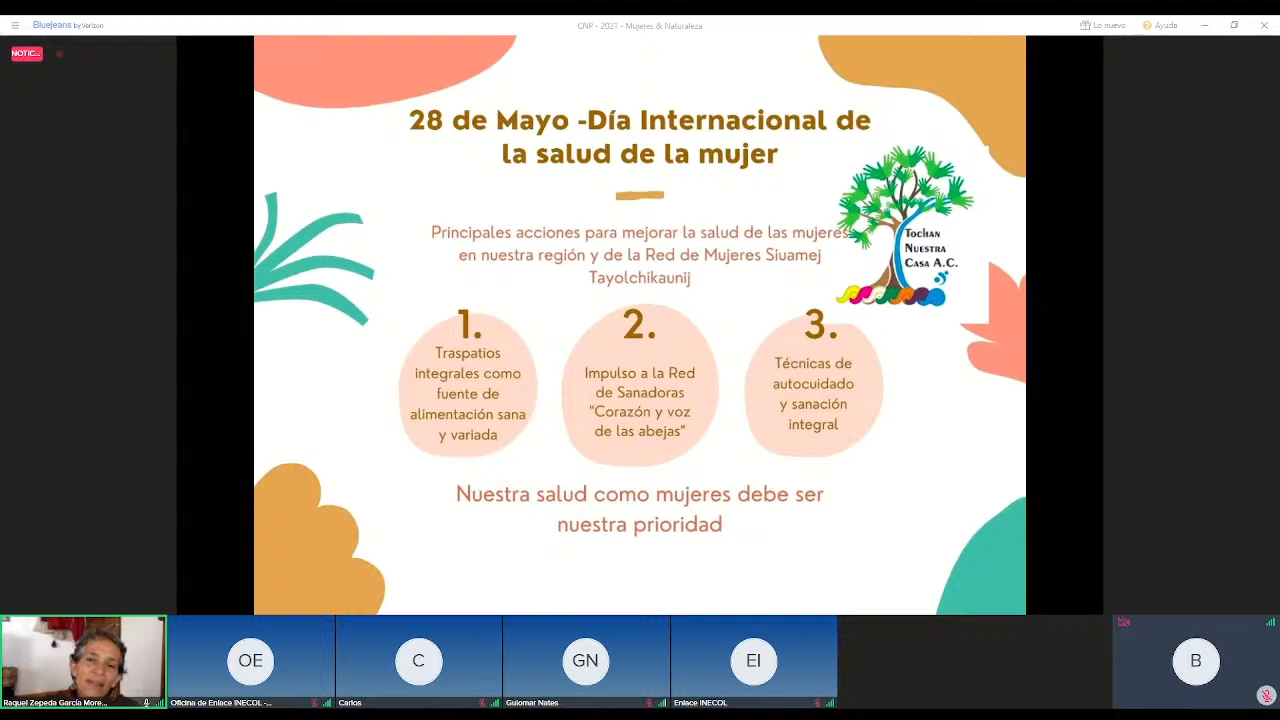 Bluejeans by Verizon
CNP - 2021 - Mujeres & Naturaleza
Lo nuevo
Ayuda
NOTIC...
28 de Mayo -Día Internacional de
la salud de la mujer
Principales acciones para mejorar la salud de las mujeres
en nuestra región y de la Red de Mujeres Siuamej
Tayolchikaunij
Tochan
Nuestra
Casa A.C.
1.
Traspatios
integrales como
fuente de
alimentación sana
y variada
2.
Impulso a la Red
de Sanadoras
"Corazón y voz
de las abejas"
3.
Técnicas de
autocuidado
y sanación
integral
Nuestra salud como mujeres debe ser
nuestra prioridad
OE
C
GN
EI
B
Raquel Zepeda García More...
Oficina de Enlace INECOL -...
Carlos
Gulomar Nates
Enlace INECOL